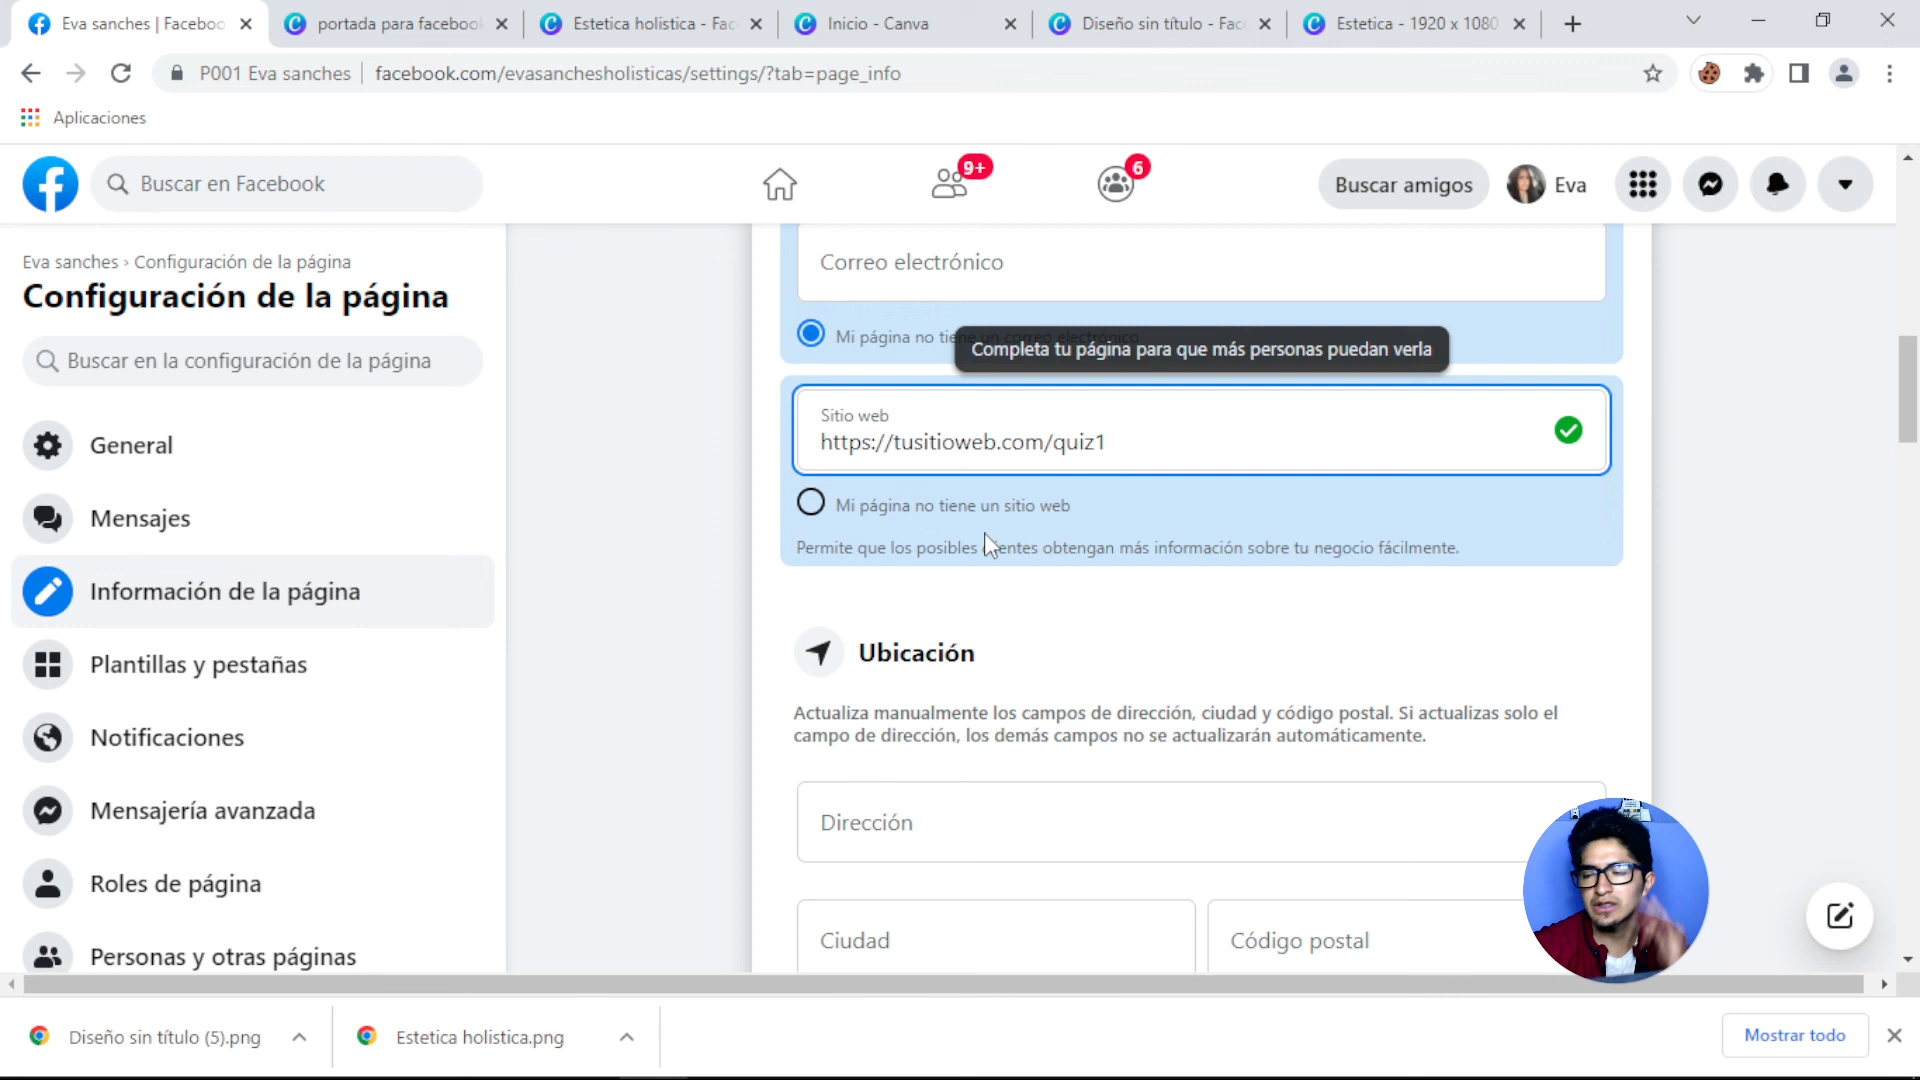 Eva sanches | Faceboo
portada para facebook
Estetica holistica - Fac
Inicio - Canva
Diseño sin título - Fac
Estetica - 1920 x 1080
P001 Eva sanches
facebook.com/evasanchesholisticas/settings/?tab=page_info
Aplicaciones
Buscar en Facebook
9+
6
Buscar amigos
Eva
Eva sanches › Configuración de la página
Configuración de la página
Buscar en la configuración de la página
General
Mensajes
Información de la página
Plantillas y pestañas
Notificaciones
Mensajería avanzada
Roles de página
Personas y otras páginas
Correo electrónico
Mi página no tiene un correo electrónico
Completa tu página para que más personas puedan verla
Sitio web
https://tusitioweb.com/quiz1
Mi página no tiene un sitio web
Permite que los posibles clientes obtengan más información sobre tu negocio fácilmente.
Ubicación
Actualiza manualmente los campos de dirección, ciudad y código postal. Si actualizas solo el
campo de dirección, los demás campos no se actualizarán automáticamente.
Dirección
Ciudad
Código postal
Diseño sin título (5).png
Estetica holistica.png
Mostrar todo